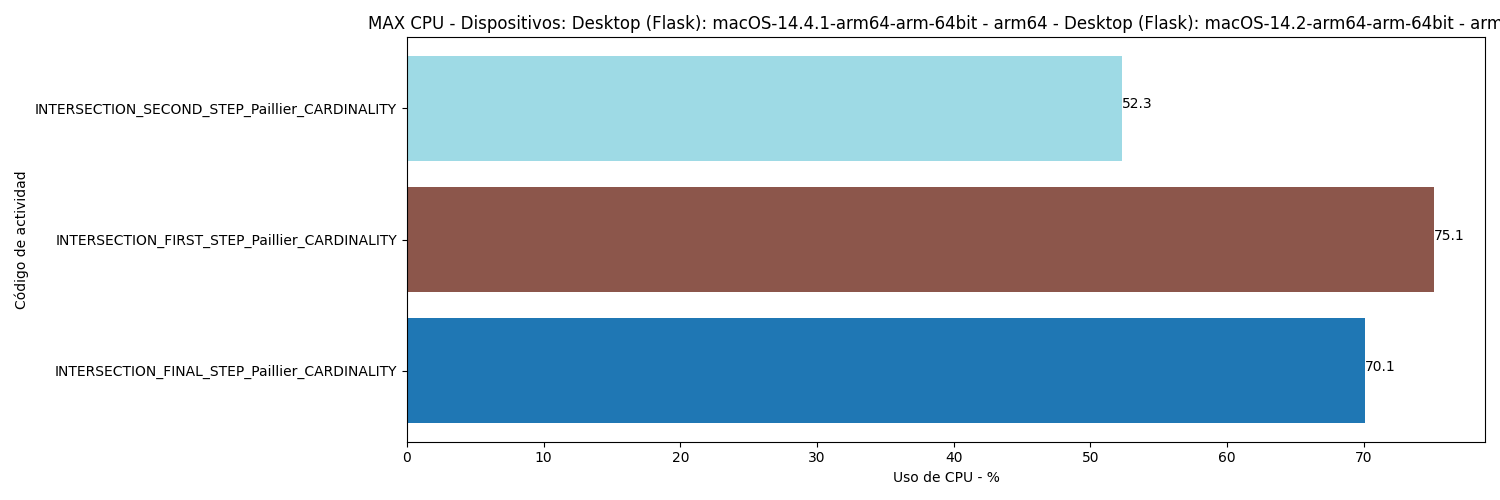 MAX CPU - Dispositivos: Desktop (Flask): macOS-14.4.1-arm64-arm-64bit - arm64 - Desktop (Flask): macOS-14.2-arm64-arm-64bit - arm
INTERSECTION_SECOND_STEP_Paillier_CARDINALITY
52.3
INTERSECTION_FIRST_STEP_Paillier_CARDINALITY
75.1
INTERSECTION_FINAL_STEP_Paillier_CARDINALITY
70.1
Código de actividad
0 10 20 30 40 50 60 70
Uso de CPU - %